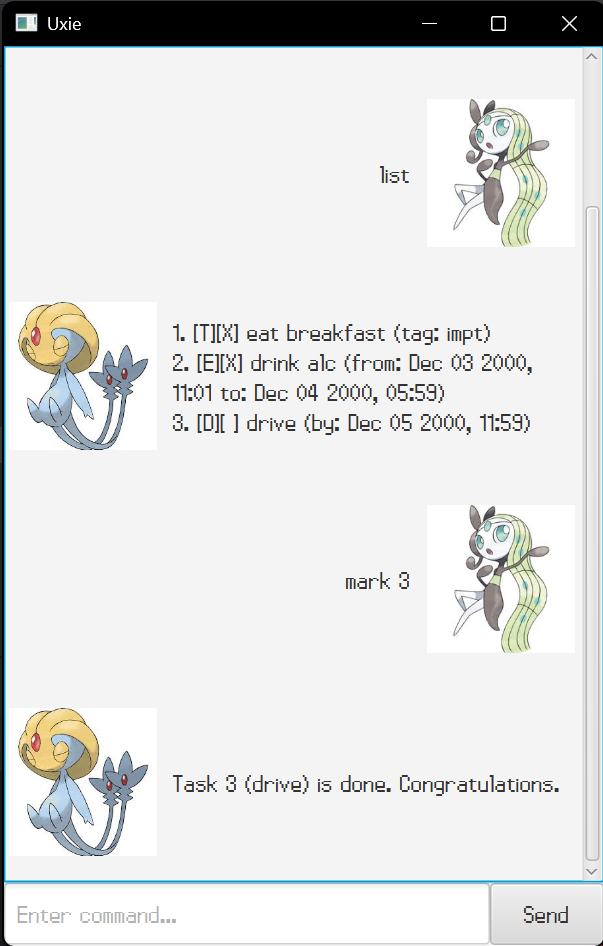 Uxie
list
1. [T][X] eat breakfast (tag: impt)
2. [E][X] drink alc (from: Dec 03 2000,
11:01 to: Dec 04 2000, 05:59)
3. [D][ ] drive (by: Dec 05 2000, 11:59)
mark 3
Task 3 (drive) is done. Congratulations.
Enter command...
Send